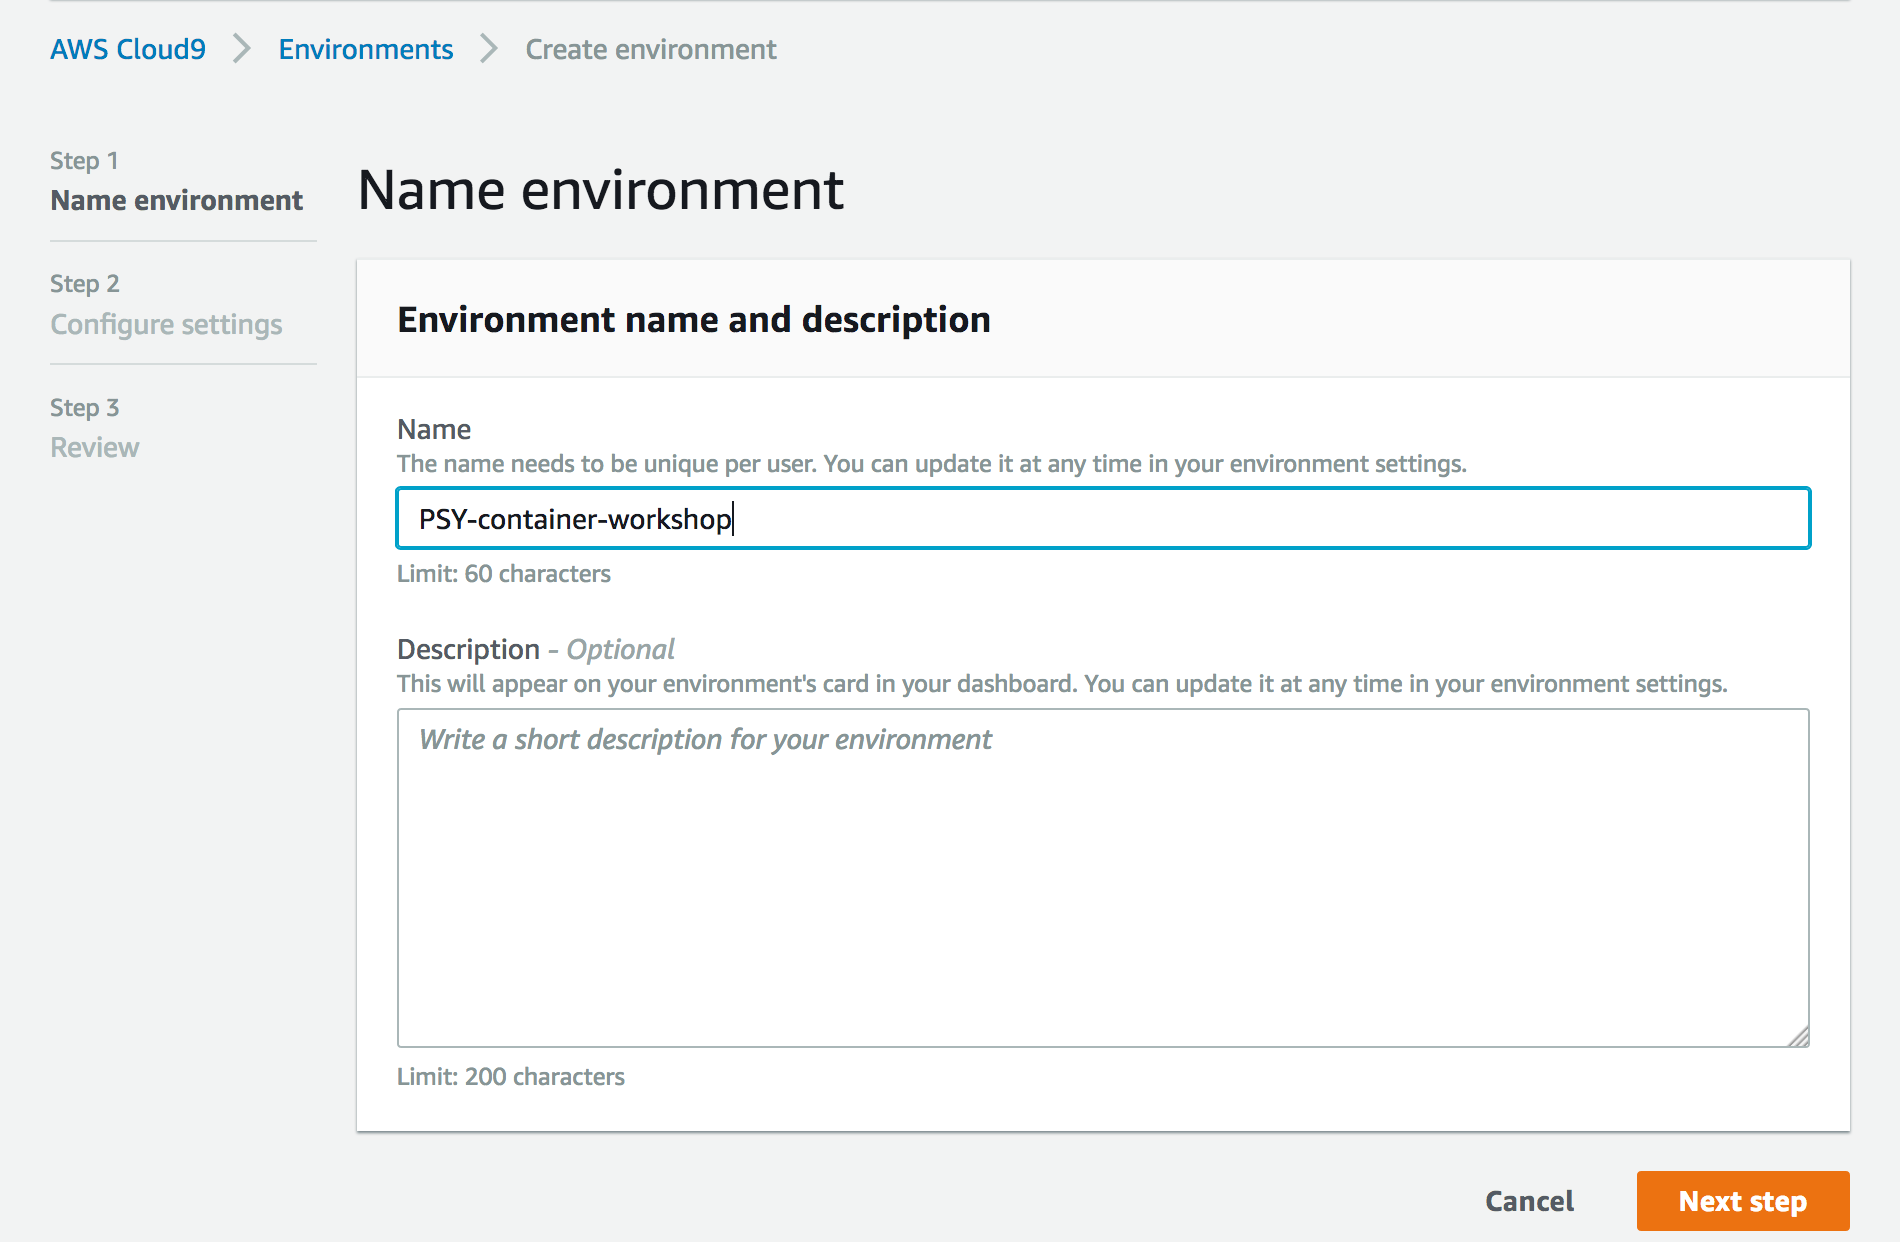 AWS Cloud9 > Environments > Create environment
Step 1
Name environment
Step 2
Configure settings
Step 3
Review
Name environment
Environment name and description
Name
The name needs to be unique per user. You can update it at any time in your environment settings.
PSY-container-workshop
Limit: 60 characters
Description - Optional
This will appear on your environment's card in your dashboard. You can update it at any time in your environment settings.
Write a short description for your environment
Limit: 200 characters
Cancel
Next step